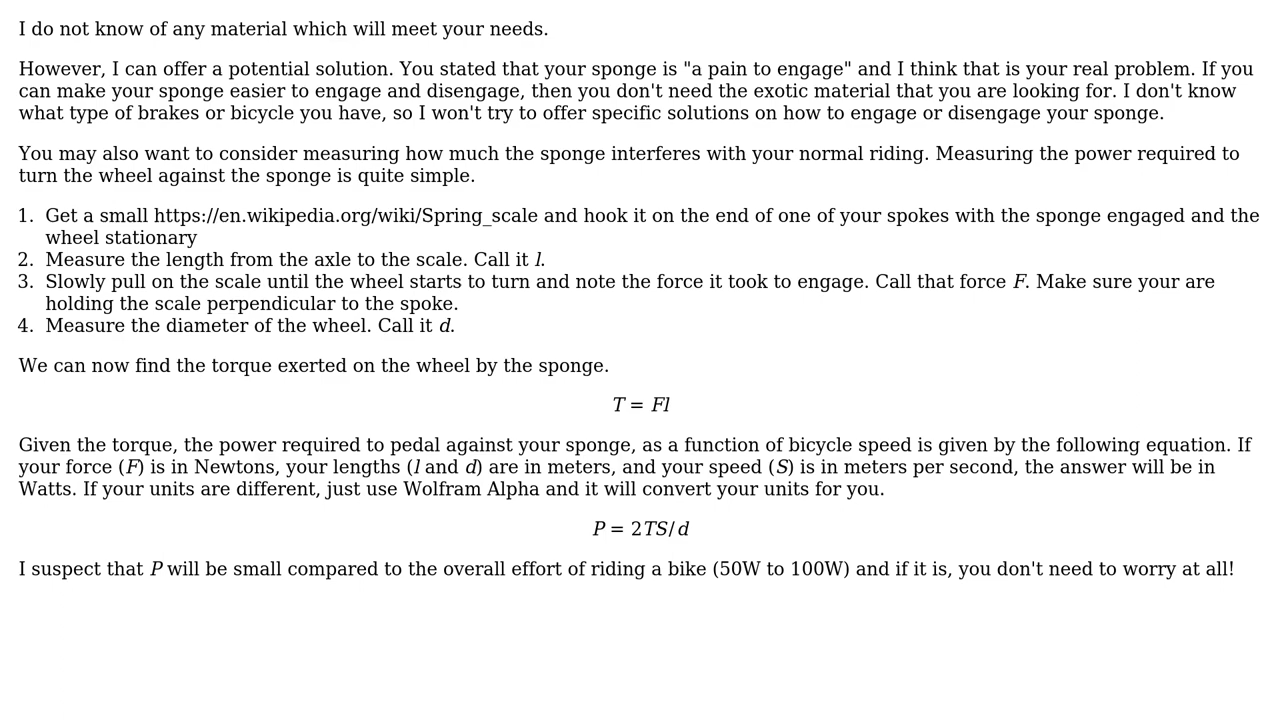 I do not know of any material which will meet your needs.
However, I can offer a potential solution. You stated that your sponge is "a pain to engage" and I think that is your real problem. If you
can make your sponge easier to engage and disengage, then you don't need the exotic material that you are looking for. I don't know
what type of brakes or bicycle you have, so I won't try to offer specific solutions on how to engage or disengage your sponge.
You may also want to consider measuring how much the sponge interferes with your normal riding. Measuring the power required to
turn the wheel against the sponge is quite simple.
1. Get a small https://en.wikipedia.org/wiki/Spring_scale and hook it on the end of one of your spokes with the sponge engaged and the
wheel stationary
2. Measure the length from the axle to the scale. Call it l.
3. Slowly pull on the scale until the wheel starts to turn and note the force it took to engage. Call that force F. Make sure your are
holding the scale perpendicular to the spoke.
4. Measure the diameter of the wheel. Call it d.
We can now find the torque exerted on the wheel by the sponge.
T = Fl
Given the torque, the power required to pedal against your sponge, as a function of bicycle speed is given by the following equation. If
your force (F) is in Newtons, your lengths (l and d) are in meters, and your speed (S) is in meters per second, the answer will be in
Watts. If your units are different, just use Wolfram Alpha and it will convert your units for you.
P = 2TS/d
I suspect that P will be small compared to the overall effort of riding a bike (50W to 100W) and if it is, you don't need to worry at all!